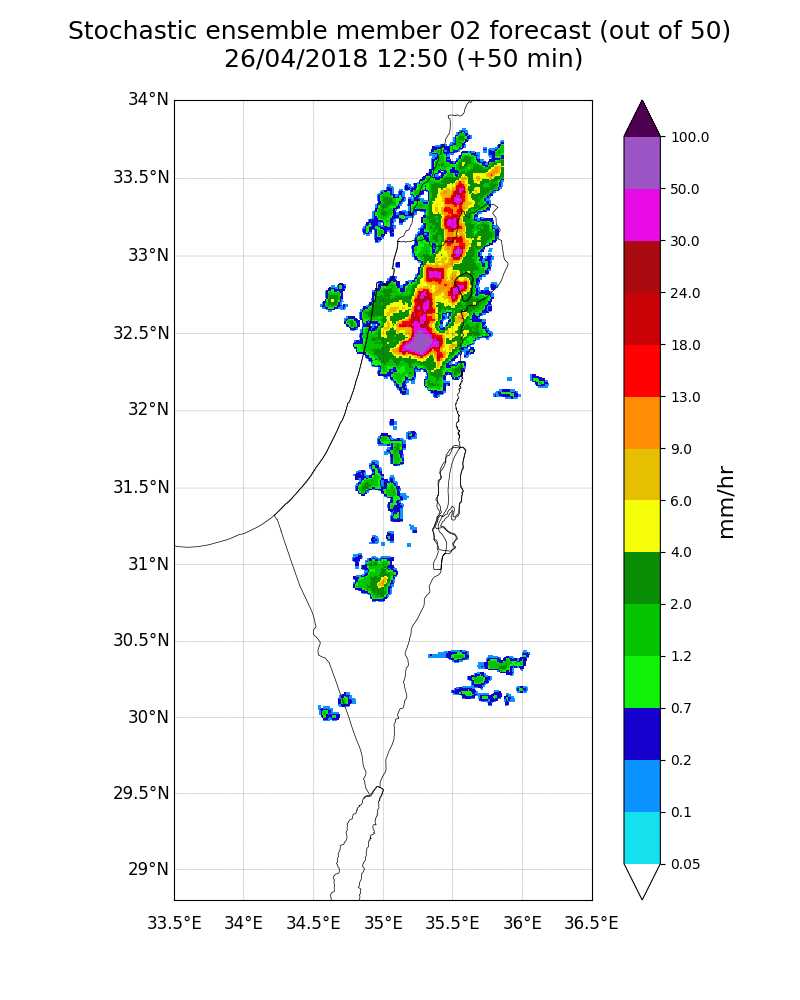 Stochastic ensemble member 02 forecast (out of 50)
26/04/2018 12:50 (+50 min)
34°N
33.5°N
33°N
32.5°N
32°N
31.5°N
31°N
30.5°N
30°N
29.5°N
29°N
33.5°E 34°E 34.5°E 35°E 35.5°E 36°E 36.5°E
100.0
50.0
30.0
24.0
18.0
13.0
9.0
6.0
4.0
2.0
1.2
0.7
0.2
0.1
0.05
mm/hr